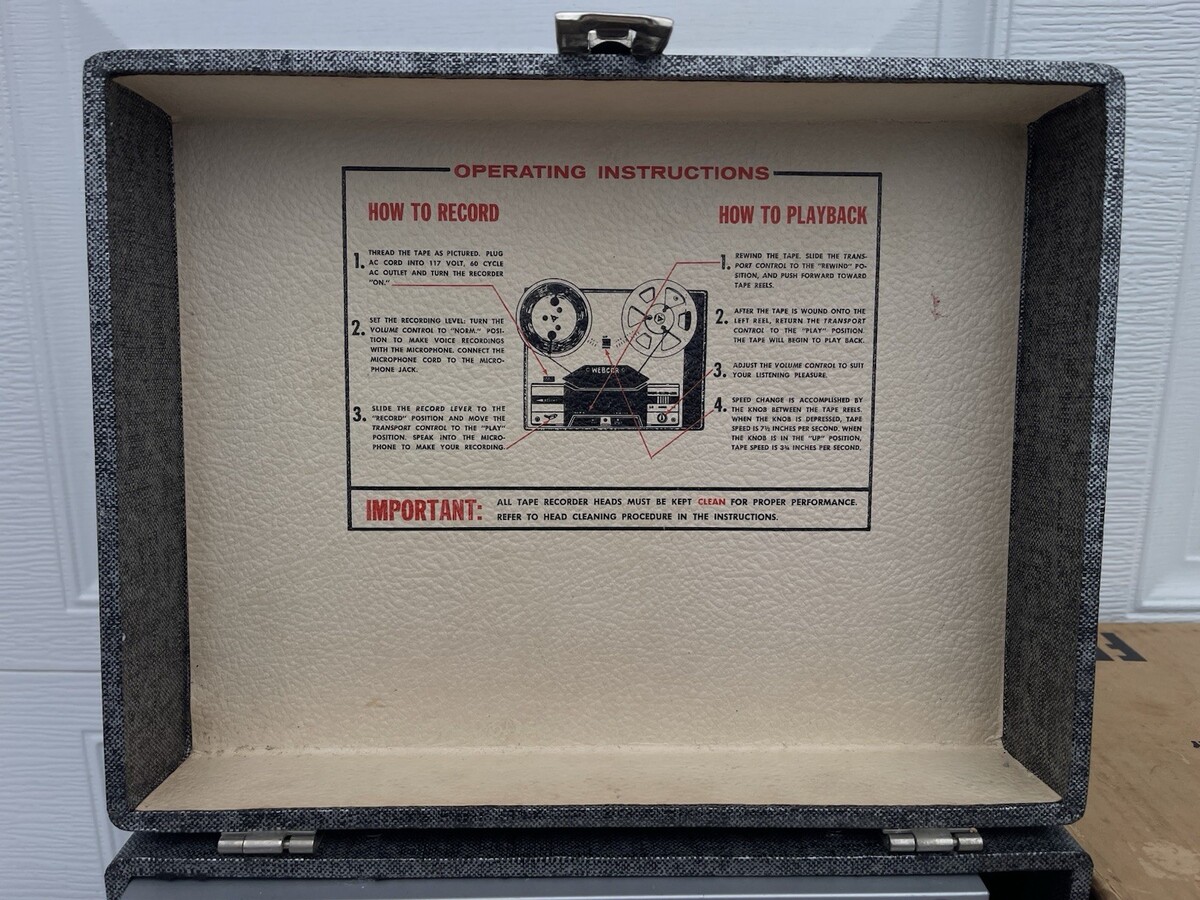 OPERATING INSTRUCTIONS
HOW TO RECORD
1. THREAD THE TAPE AS PICTURED. PLUG
AC CORD INTO 117 VOLT, 60 CYCLE
AC OUTLET AND TURN THE RECORDER
"ON."
2. SET THE RECORDING LEVEL: TURN THE
VOLUME CONTROL TO "NORM." POSI-
TION TO MAKE VOICE RECORDINGS
WITH THE MICROPHONE. CONNECT THE
MICROPHONE CORD TO THE MICRO-
PHONE JACK.
3. SLIDE THE RECORD LEVER TO THE
"RECORD" POSITION AND MOVE THE
TRANSPORT CONTROL TO THE "PLAY"
POSITION. SPEAK INTO THE MICRO-
PHONE TO MAKE YOUR RECORDING.
WEBCOR
HOW TO PLAYBACK
1. REWIND THE TAPE. SLIDE THE TRANS-
PORT CONTROL TO THE "REWIND" PO-
SITION, AND PUSH FORWARD TOWARD
TAPE REELS.
2. AFTER THE TAPE IS WOUND ONTO THE
LEFT REEL, RETURN THE TRANSPORT
CONTROL TO THE "PLAY" POSITION.
THE TAPE WILL BEGIN TO PLAY BACK.
3. ADJUST THE VOLUME CONTROL TO SUIT
YOUR LISTENING PLEASURE.
4. SPEED CHANGE IS ACCOMPLISHED BY
THE KNOB BETWEEN THE TAPE REELS.
WHEN THE KNOB IS DEPRESSED, TAPE
SPEED IS 7½ INCHES PER SECOND. WHEN
THE KNOB IS IN THE "UP" POSITION,
TAPE SPEED IS 3¾ INCHES PER SECOND.
IMPORTANT: ALL TAPE RECORDER HEADS MUST BE KEPT CLEAN FOR PROPER PERFORMANCE.
REFER TO HEAD CLEANING PROCEDURE IN THE INSTRUCTIONS.